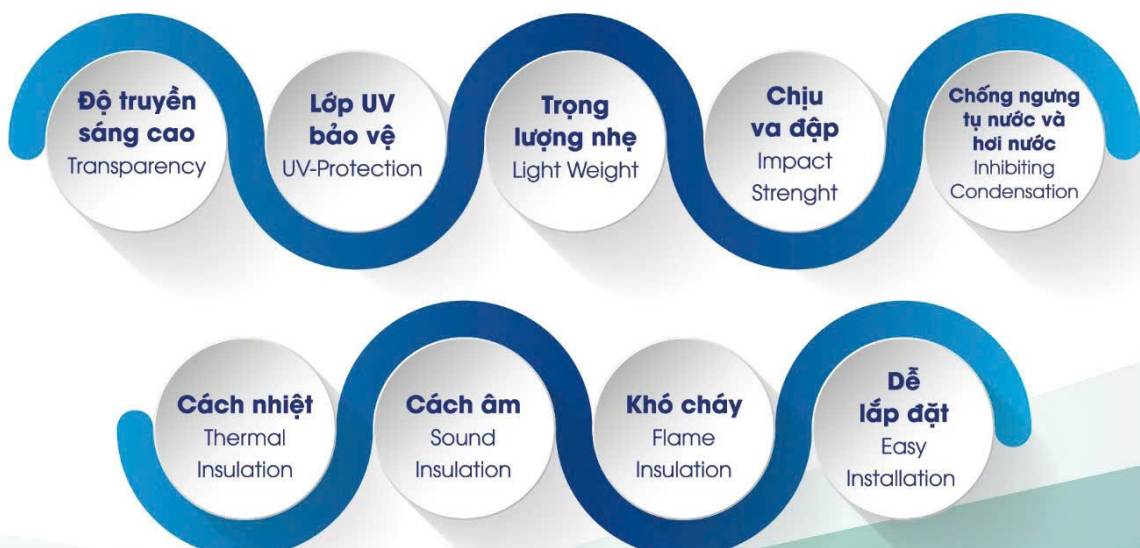 Độ truyền
sáng cao
Transparency
Lớp UV
bảo vệ
UV-Protection
Trọng
lượng nhẹ
Light Weight
Chịu
va đập
Impact
Strenght
Chống ngưng
tụ nước và
hơi nước
Inhibiting
Condensation
Cách nhiệt
Thermal
Insulation
Cách âm
Sound
Insulation
Khó cháy
Flame
Insulation
Dễ
lắp đặt
Easy
Installation